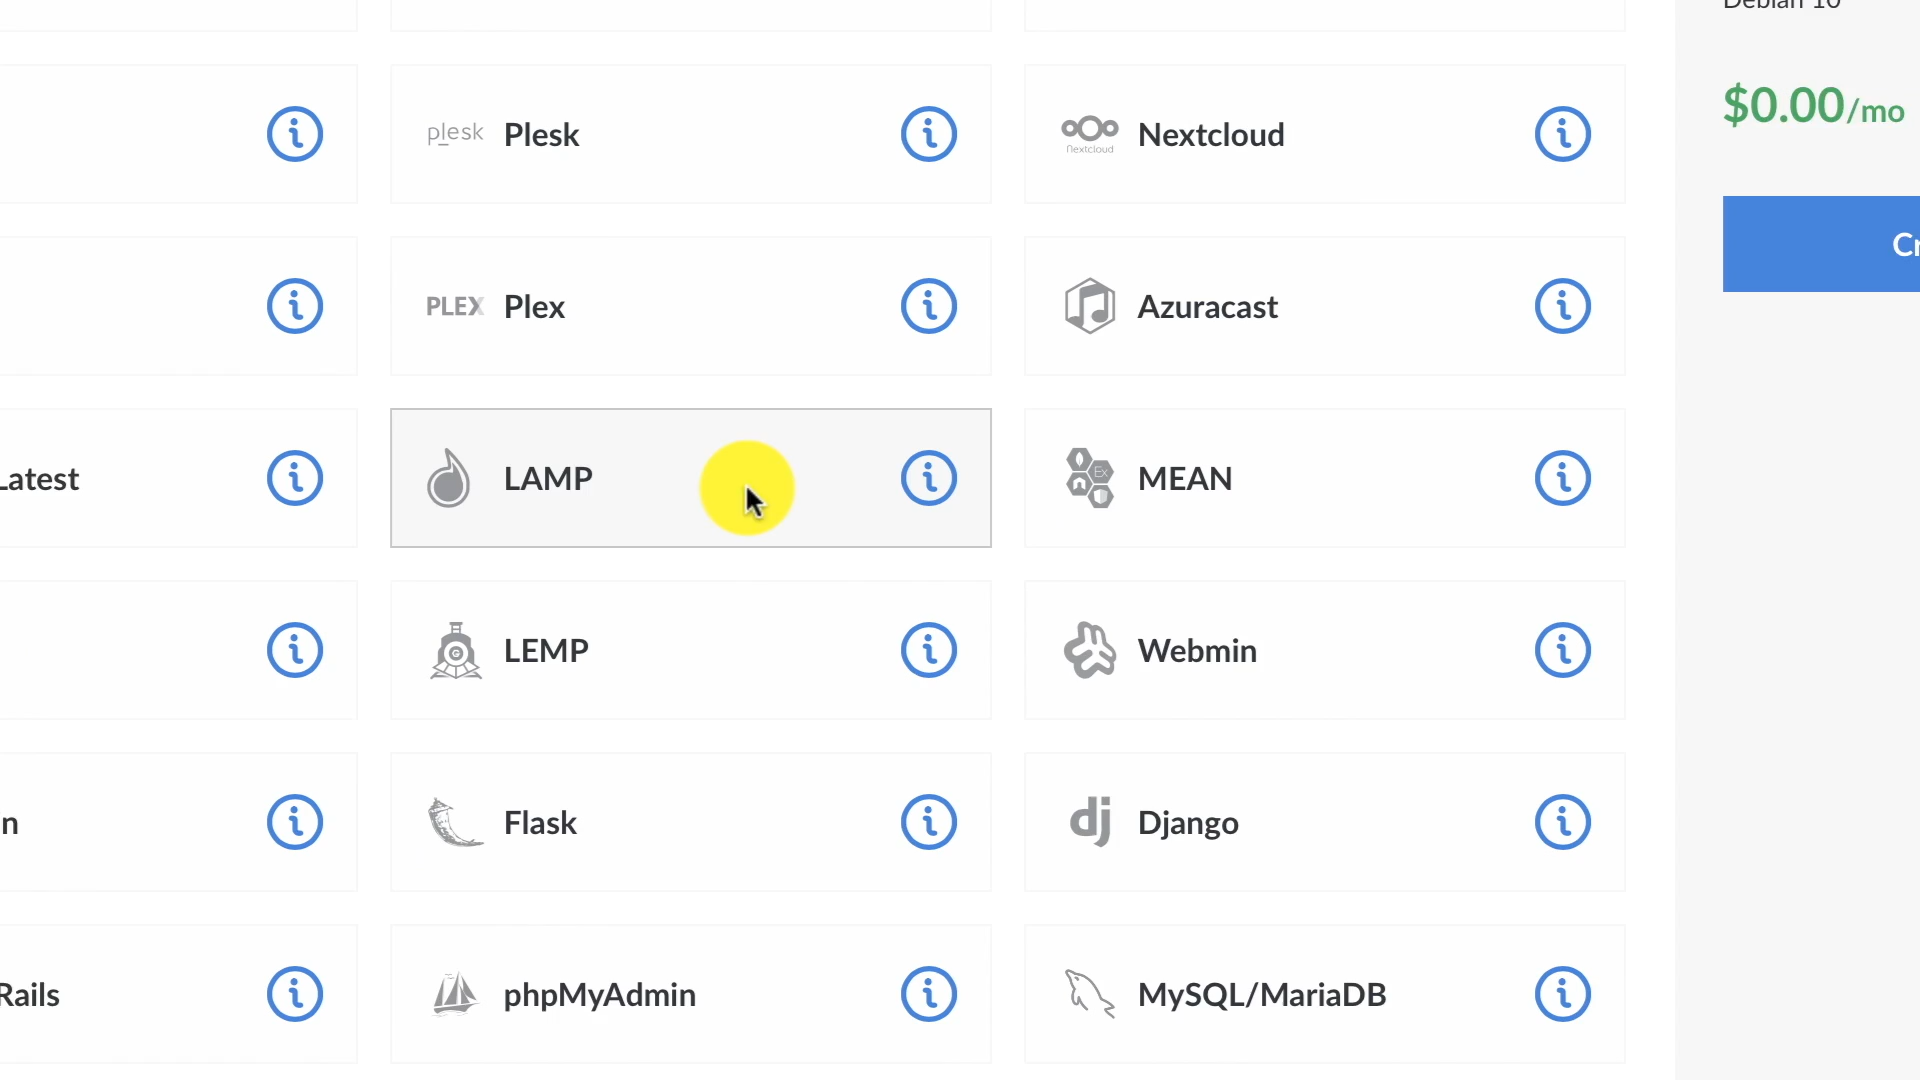 Debian 10
$0.00/mo
Cr
plesk Plesk
nextcloud Nextcloud
PLEX Plex
Azuracast
Latest
LAMP
Ex MEAN
LEMP
Webmin
n
Flask
dj Django
Rails
phpMyAdmin
MySQL/MariaDB